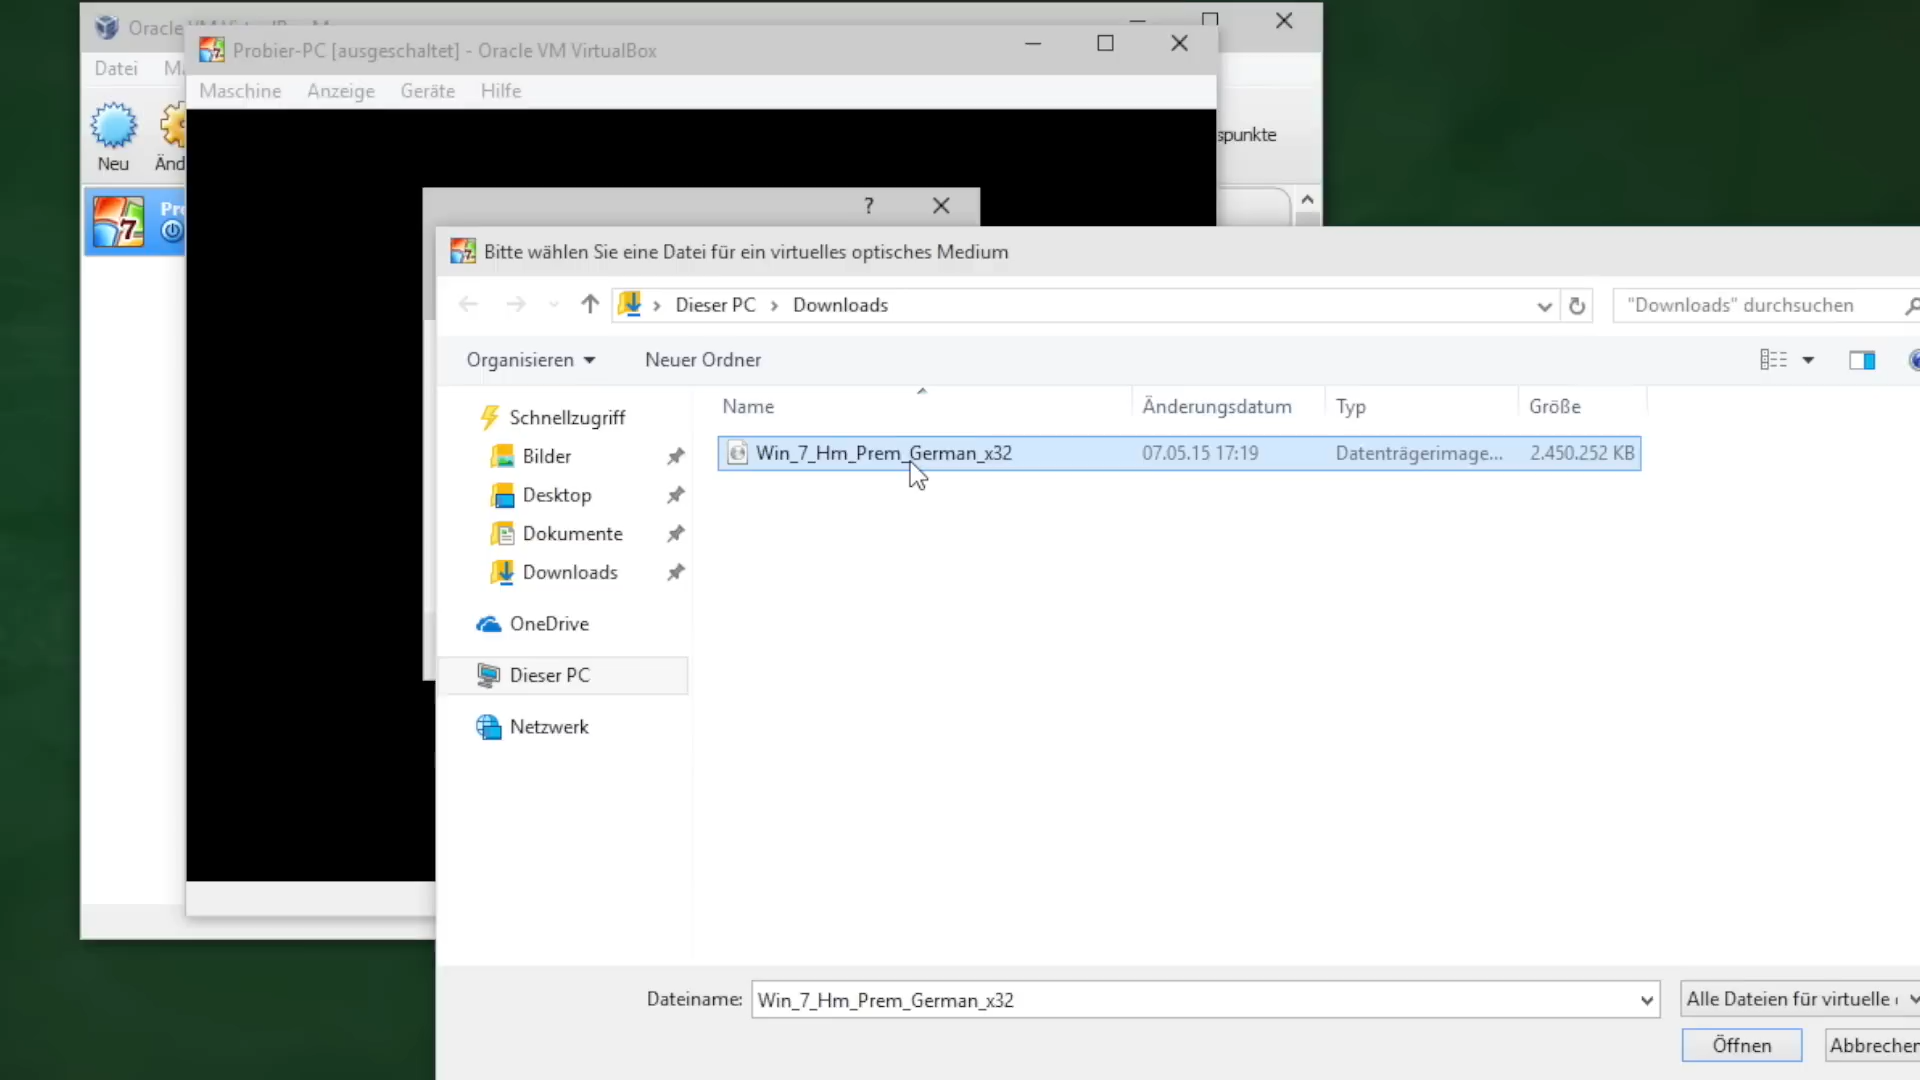 Oracle
Datei
Neu
Probier-PC [ausgeschaltet] - Oracle VM VirtualBox
Maschine Anzeige Geräte Hilfe
spunkte
?
Bitte wählen Sie eine Datei für ein virtuelles optisches Medium
Dieser PC > Downloads
"Downloads" durchsuchen
Organisieren Neuer Ordner
Name Änderungsdatum Typ Größe
Win_7_Hm_Prem_German_x32 07.05.15 17:19 Datenträgerimage... 2.450.252 KB
Schnellzugriff
Bilder
Desktop
Dokumente
Downloads
OneDrive
Dieser PC
Netzwerk
Dateiname: Win_7_Hm_Prem_German_x32
Alle Dateien für virtuelle
Öffnen Abbrechen